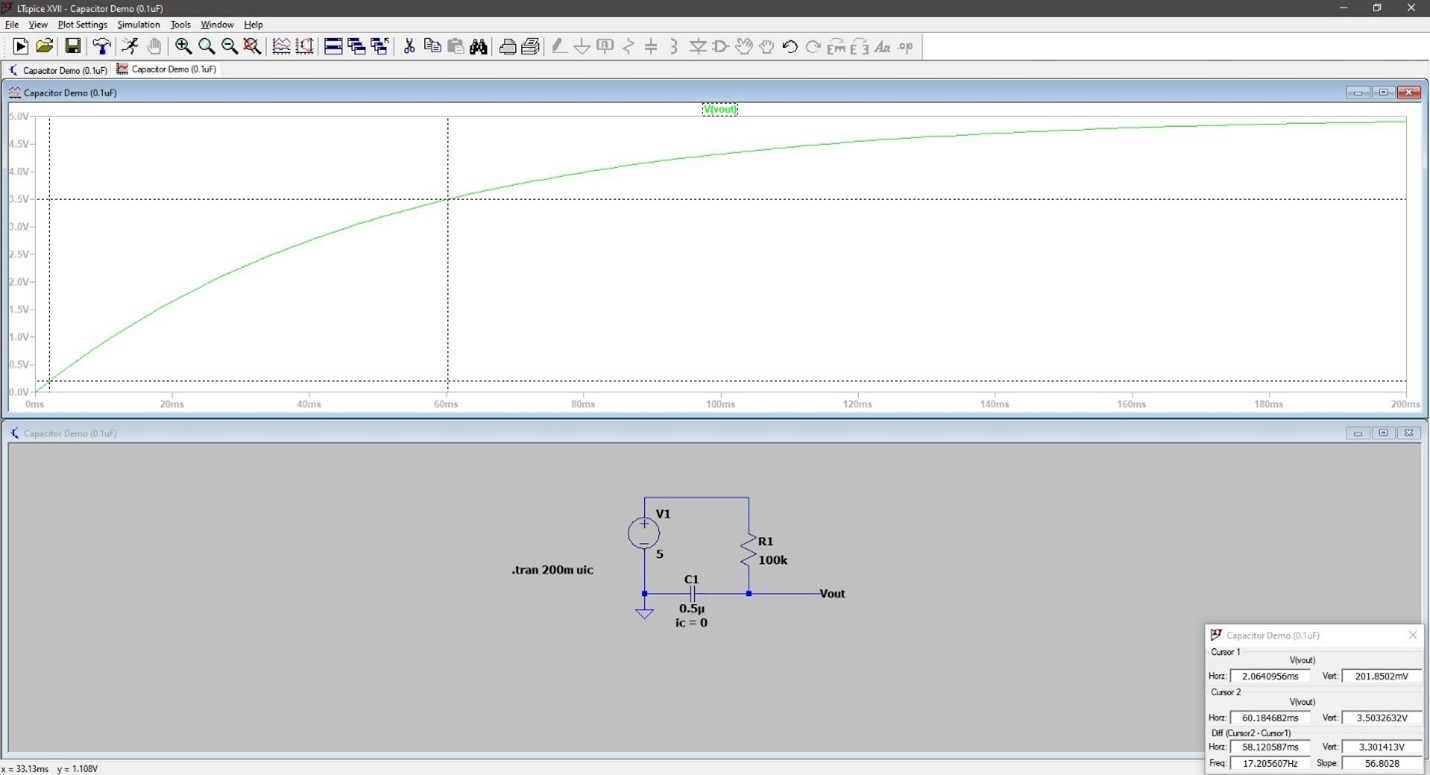 LTspice XVII - Capacitor Demo (0.1uF)
File View Plot Settings Simulation Tools Window Help
Capacitor Demo (0.1uF) Capacitor Demo (0.1uF)
Capacitor Demo (0.1uF)
V(vout)
5.0V
4.5V
4.0V
3.5V
3.0V
2.5V
2.0V
1.5V
1.0V
0.5V
0.0V
0ms 20ms 40ms 60ms 80ms 100ms 120ms 140ms 160ms 180ms 200ms
Capacitor Demo (0.1uF)
V1
5
R1
100k
.tran 200m uic
C1
0.5µ
ic = 0
Vout
Capacitor Demo (0.1uF)
Cursor 1
V(vout)
Horz: 2.0640956ms Vert: 201.8502mV
Cursor 2
V(vout)
Horz: 60.184682ms Vert: 3.5032632V
Diff (Cursor2 - Cursor1)
Horz: 58.120587ms Vert: 3.301413V
Freq: 17.205607Hz Slope: 56.8028
x = 33.13ms y = 1.108V